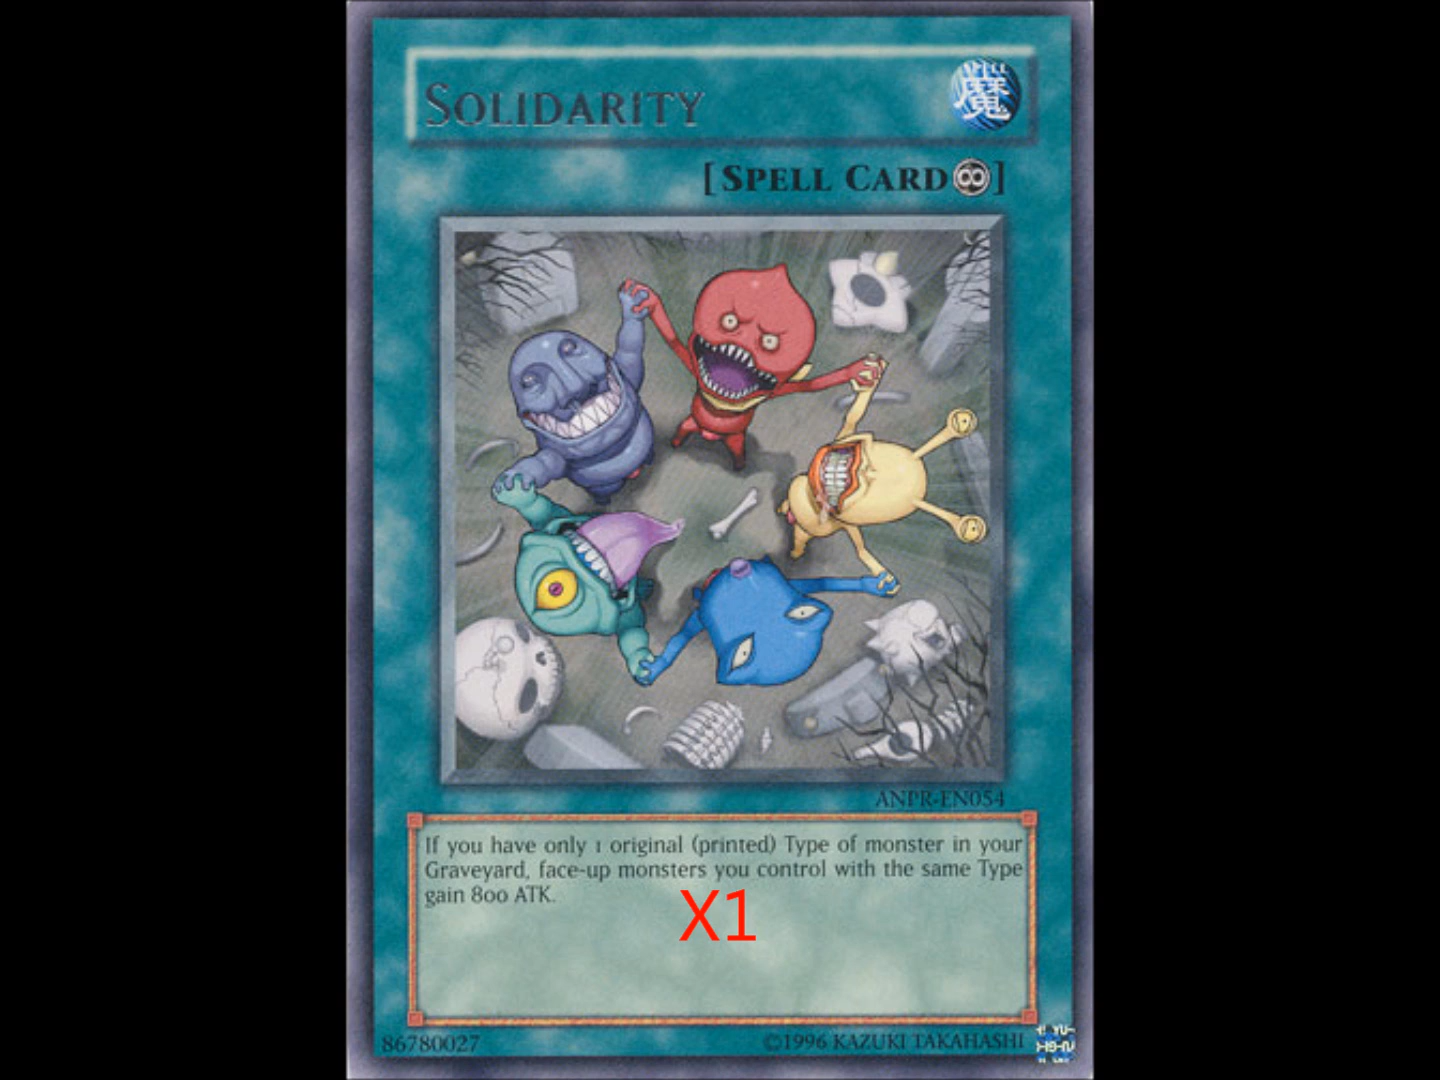 SOLIDARITY
SPELL
魔
[SPELL CARD♾]
ANPR-EN054
If you have only 1 original (printed) Type of monster in your
Graveyard, face-up monsters you control with the same Type
gain 800 ATK.
X1
86780027
©1996 KAZUKI TAKAHASHI